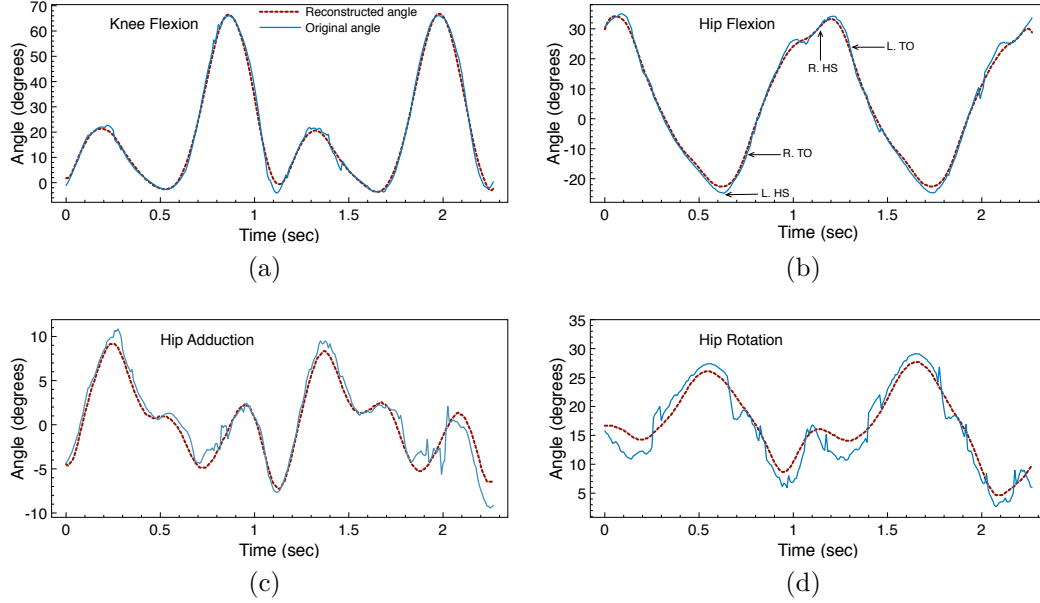 Knee Flexion
Reconstructed angle
Original angle
Angle (degrees)
70
60
50
40
30
20
10
0
0
0.5
1
1.5
2
Time (sec)
(a)
Hip Flexion
Angle (degrees)
30
20
10
0
-10
-20
L. TO
R. HS
R. TO
L. HS
0
0.5
1
1.5
2
Time (sec)
(b)
Hip Adduction
Angle (degrees)
10
5
0
-5
-10
0
0.5
1
1.5
2
Time (sec)
(c)
Hip Rotation
Angle (degrees)
35
30
25
20
15
10
5
0
0.5
1
1.5
2
Time (sec)
(d)